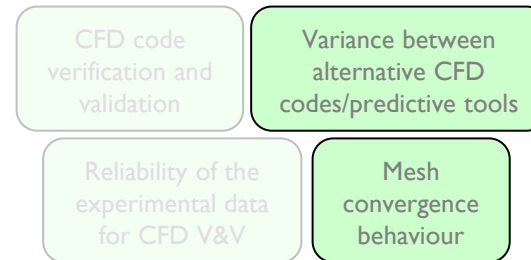 CFD code
verification and
validation
Variance between
alternative CFD
codes/predictive tools
Reliability of the
experimental data
for CFD V&V
Mesh
convergence
behaviour